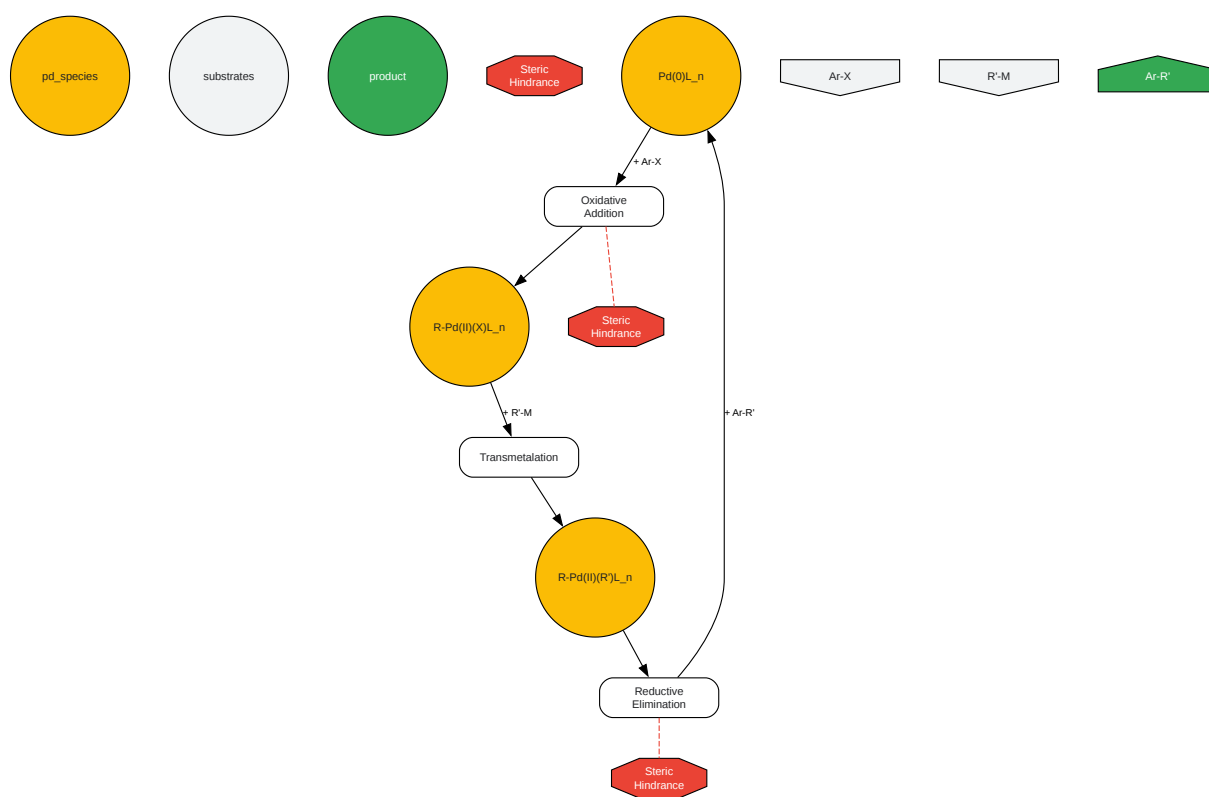 pd_species
substrates
product
Steric
Hindrance
Pd(0)L_n
Ar-X
R'-M
Ar-R'
+ Ar-X
Oxidative
Addition
R-Pd(II)(X)L_n
Steric
Hindrance
+ R'-M
+ Ar-R'
Transmetalation
R-Pd(II)(R')L_n
Reductive
Elimination
Steric
Hindrance